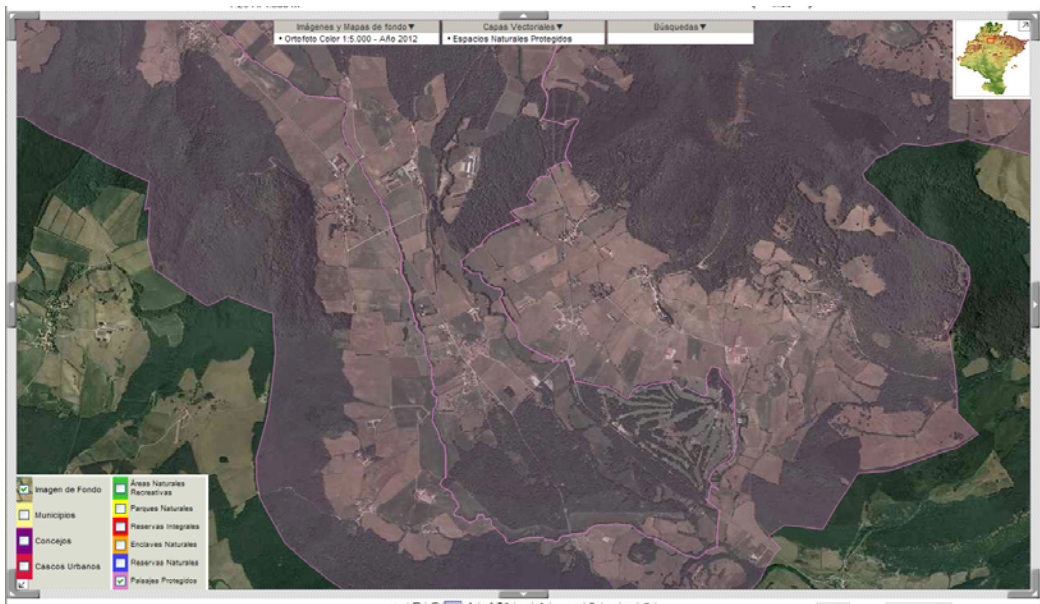 Imágenes y Mapas de fondo▼
• Ortofoto Color 1:5.000 - Año 2012
Capas Vectoriales▼
• Espacios Naturales Protegidos
Búsquedas▼
Imagen de Fondo
Municipios
Concejos
Cascos Urbanos
Áreas Naturales
Recreativas
Parques Naturales
Reservas Integrales
Enclaves Naturales
Reservas Naturales
Paisajes Protegidos